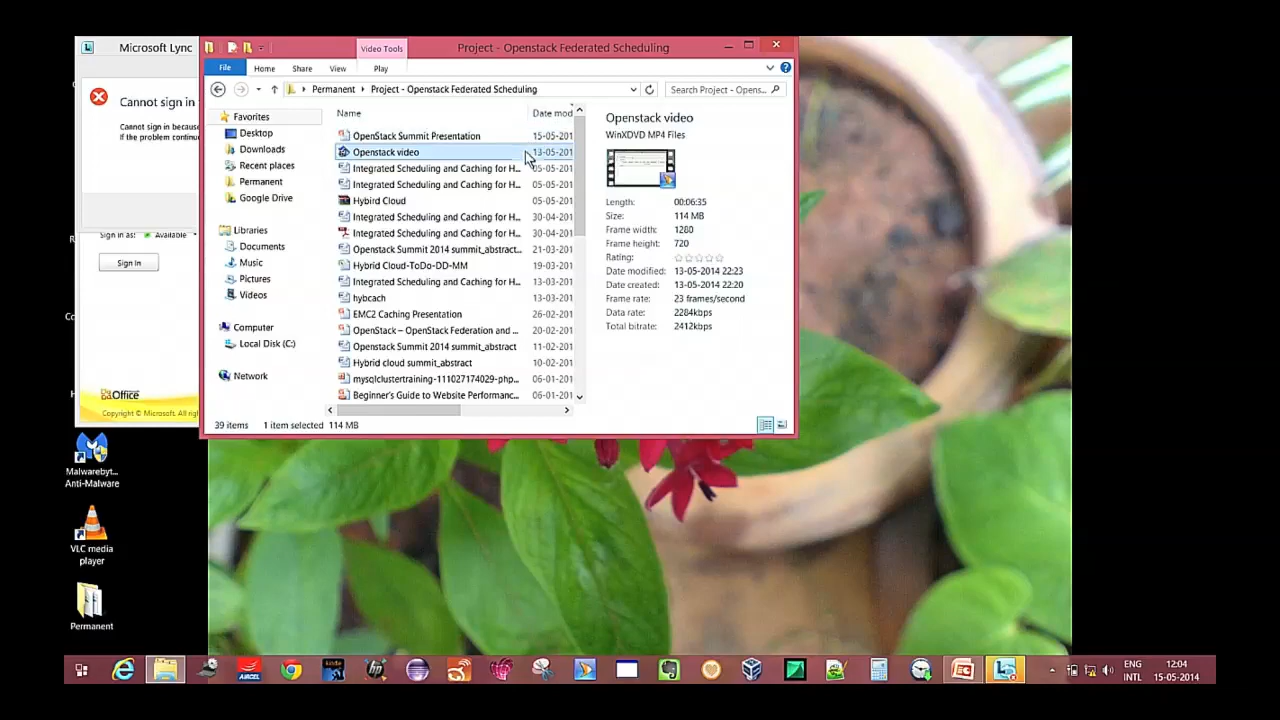 Microsoft Lync
Cannot sign in
Cannot sign in because
If the problem continu
Sign in as:
Available
Sign In
Office
Copyright © Microsoft. All rig
Video Tools
Project - Openstack Federated Scheduling
File
Home
Share
View
Play
Permanent
Project - Openstack Federated Scheduling
Search Project - Opens...
Favorites
Desktop
Downloads
Recent places
Permanent
Google Drive
Libraries
Documents
Music
Pictures
Videos
Computer
Local Disk (C:)
Network
Name
Date mod
OpenStack Summit Presentation 15-05-201
Openstack video 13-05-201
Integrated Scheduling and Caching for H... 05-05-201
Integrated Scheduling and Caching for H... 05-05-201
Hybird Cloud 05-05-201
Integrated Scheduling and Caching for H... 30-04-201
Integrated Scheduling and Caching for H... 30-04-201
Openstack Summit 2014 summit_abstract... 21-03-201
Hybrid Cloud-ToDo-DD-MM 19-03-201
Integrated Scheduling and Caching for H... 13-03-201
hybcach 13-03-201
EMC2 Caching Presentation 26-02-201
OpenStack – OpenStack Federation and ... 20-02-201
Openstack Summit 2014 summit_abstract 11-02-201
Hybrid cloud summit_abstract 10-02-201
mysqlclustertraining-111027174029-php... 06-01-201
Beginner's Guide to Website Performanc... 06-01-201
Openstack video
WinXDVD MP4 Files
Length: 00:06:35
Size: 114 MB
Frame width: 1280
Frame height: 720
Rating:
Date modified: 13-05-2014 22:23
Date created: 13-05-2014 22:20
Frame rate: 23 frames/second
Data rate: 2284kbps
Total bitrate: 2412kbps
39 items 1 item selected 114 MB
Malwareby...
Anti-Malware
VLC media
player
Permanent
AIRCEL
kindle
ENG
INTL
12:04
15-05-2014